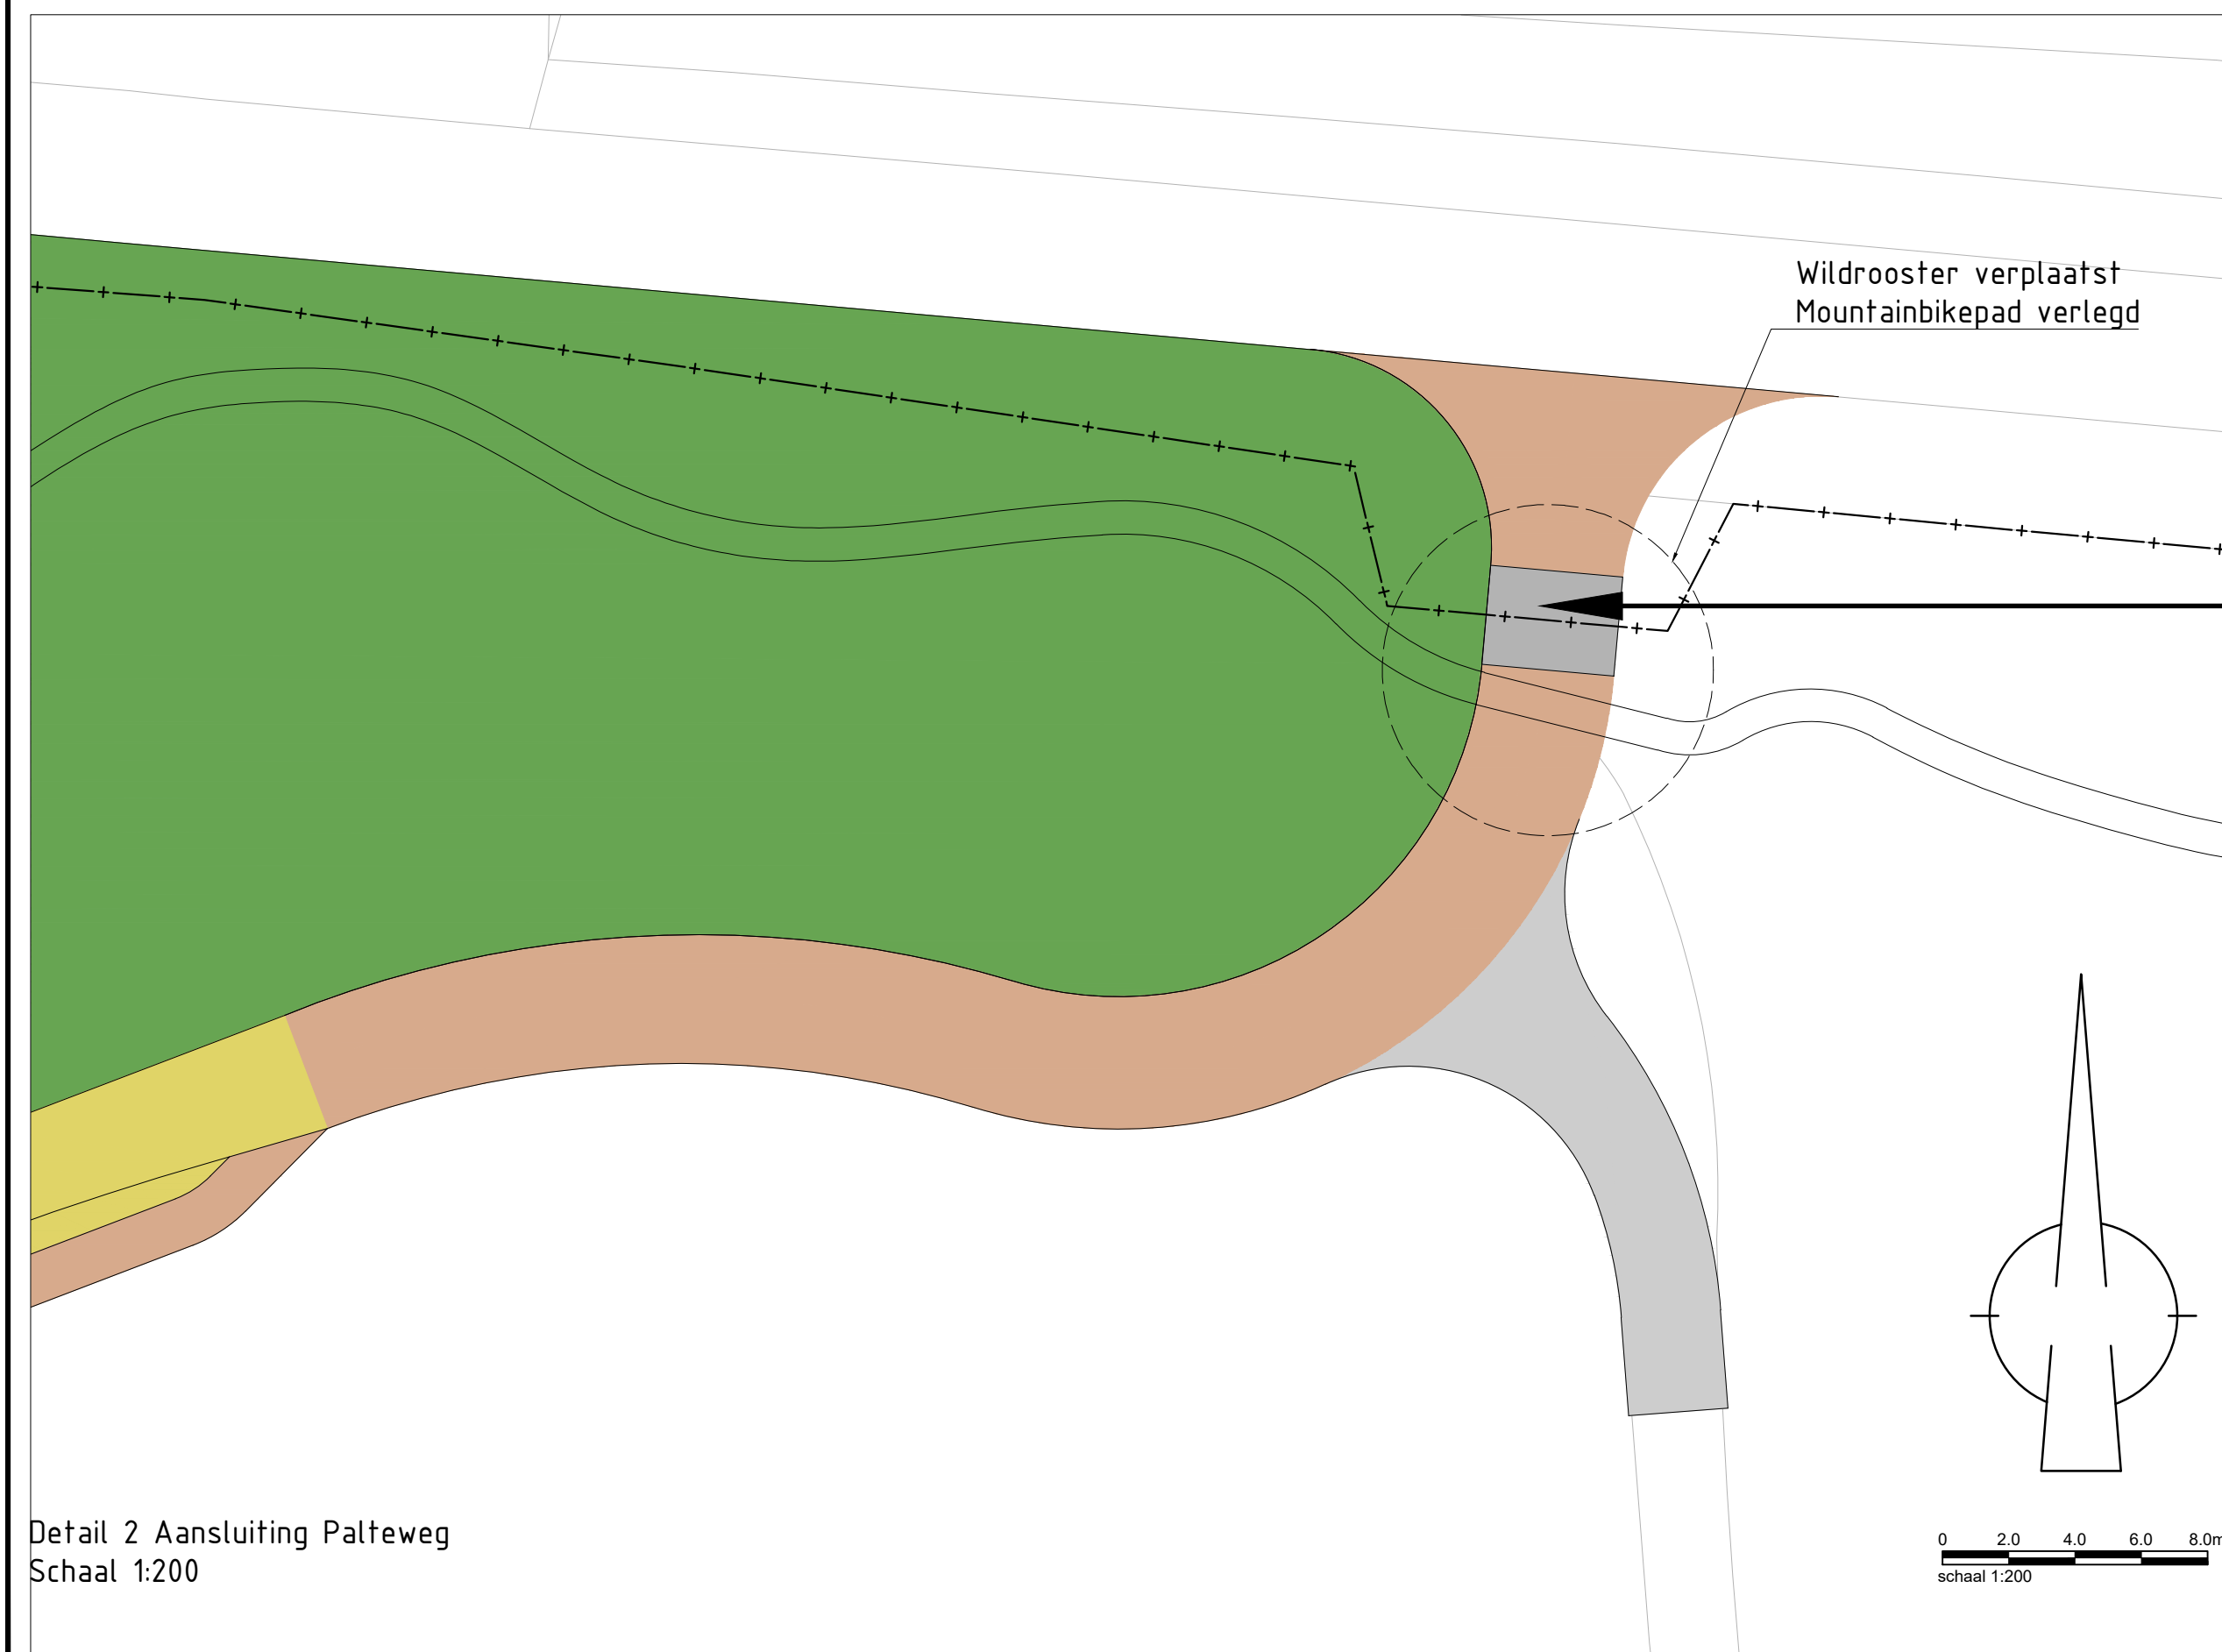 Wildrooster verplaatst
Mountainbikepad verlegd
Detail 2 Aansluiting Palteweg
Schaal 1:200
0 2.0 4.0 6.0 8.0m
schaal 1:200